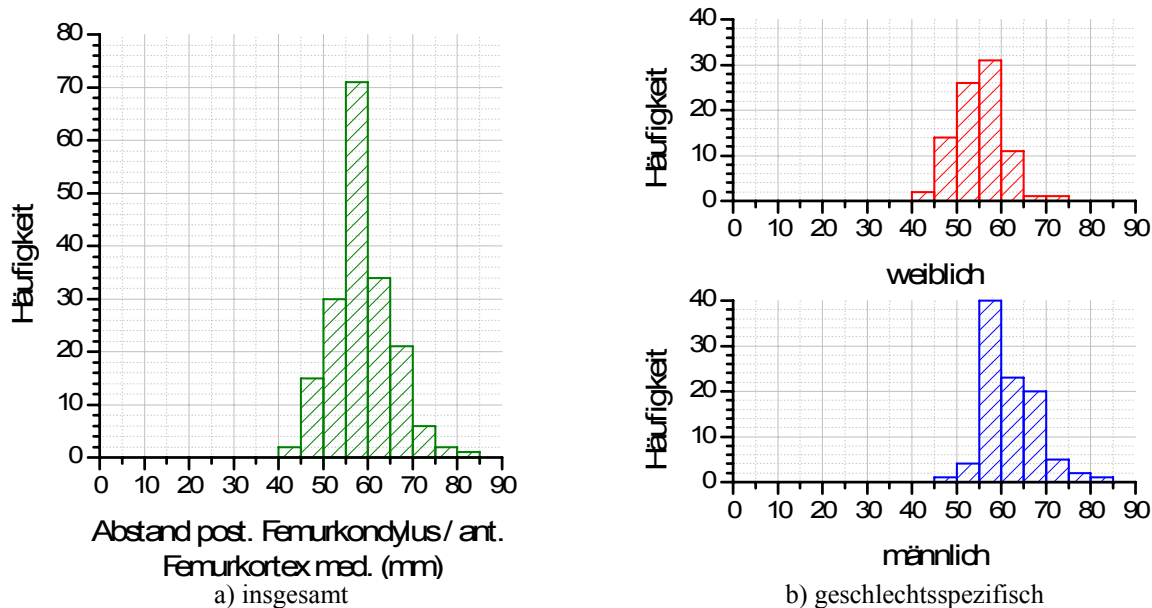 80
70
60
50
40
30
20
10
0
Häufigkeit
0 10 20 30 40 50 60 70 80 90
Abstand post. Femurkondylus / ant.
Femurkortex med. (mm)
a) insgesamt
40
30
20
10
0
Häufigkeit
0 10 20 30 40 50 60 70 80 90
weiblich
40
30
20
10
0
Häufigkeit
0 10 20 30 40 50 60 70 80 90
männlich
b) geschlechtsspezifisch